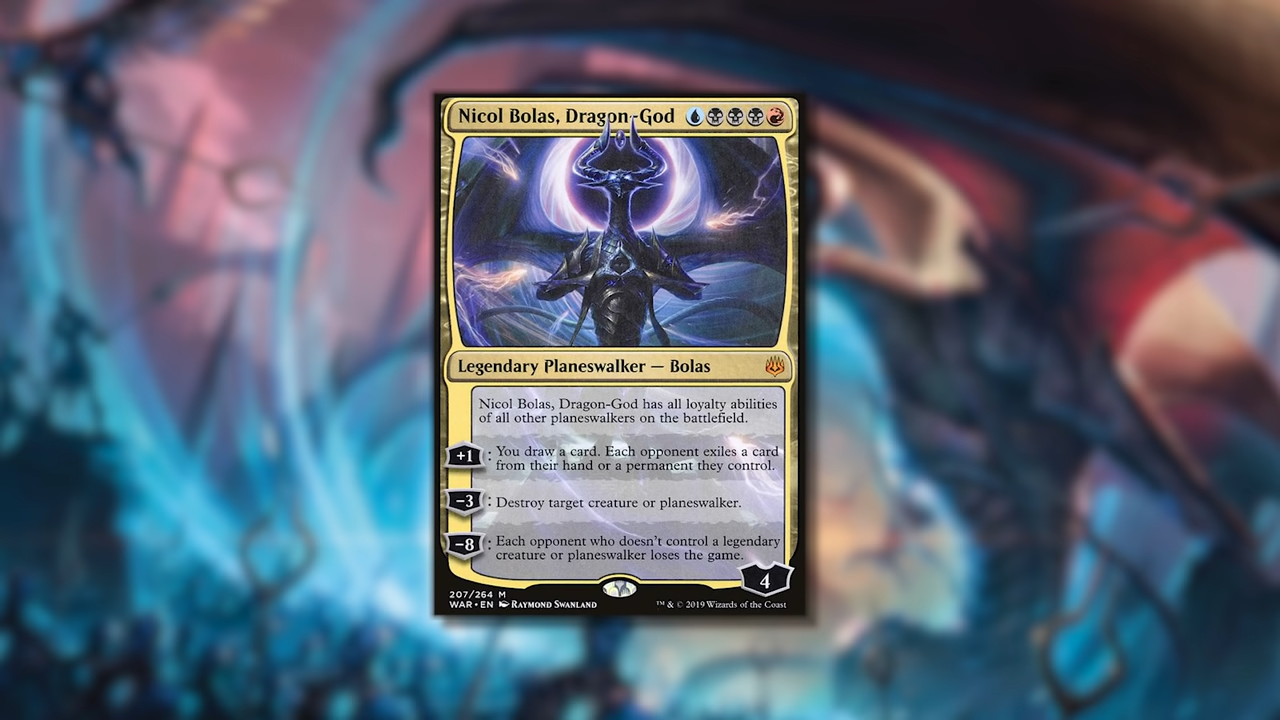 Nicol Bolas, Dragon-God
Legendary Planeswalker — Bolas
Nicol Bolas, Dragon-God has all loyalty abilities
of all other planeswalkers on the battlefield.
+1: You draw a card. Each opponent exiles a card
from their hand or a permanent they control.
−3: Destroy target creature or planeswalker.
−8: Each opponent who doesn't control a legendary
creature or planeswalker loses the game.
4
207/264 M
WAR • EN Raymond Swanland ™ & © 2019 Wizards of the Coast